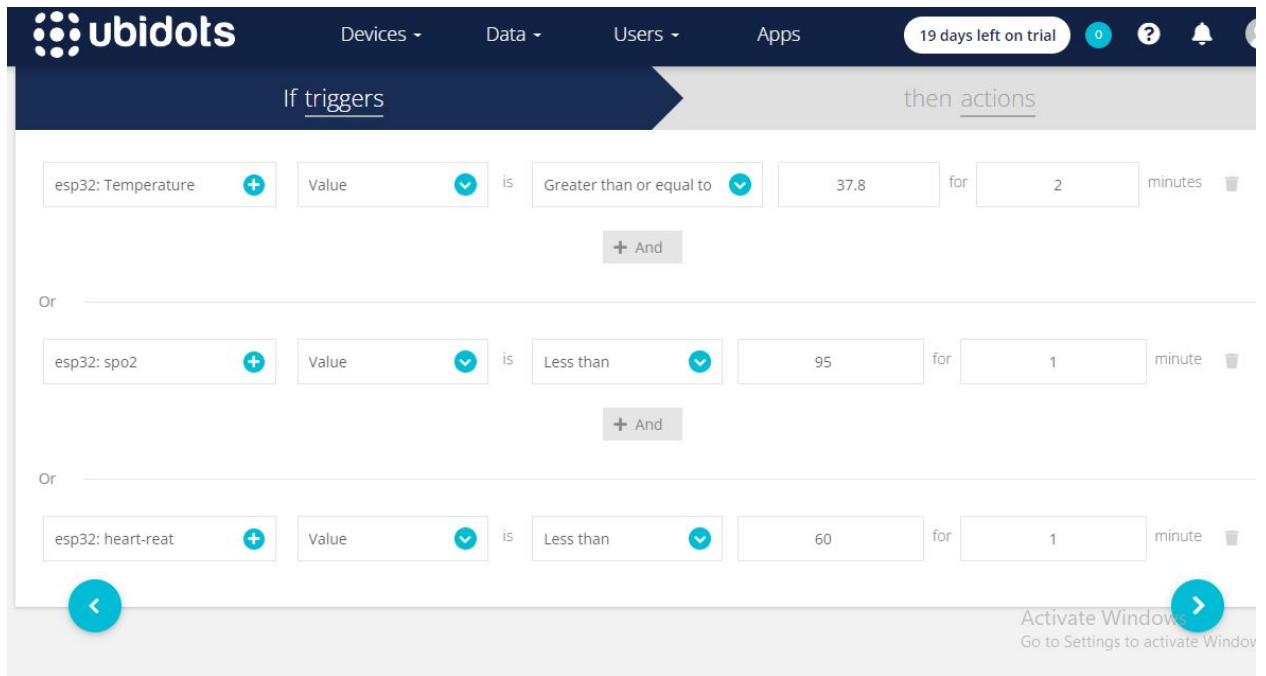 ubidots Devices Data Users Apps 19 days left on trial 0 ?
If triggers then actions
esp32: Temperature Value is Greater than or equal to 37.8 for 2 minutes
+ And
Or
esp32: spo2 Value is Less than 95 for 1 minute
+ And
Or
esp32: heart-reat Value is Less than 60 for 1 minute
Activate Windows
Go to Settings to activate Window